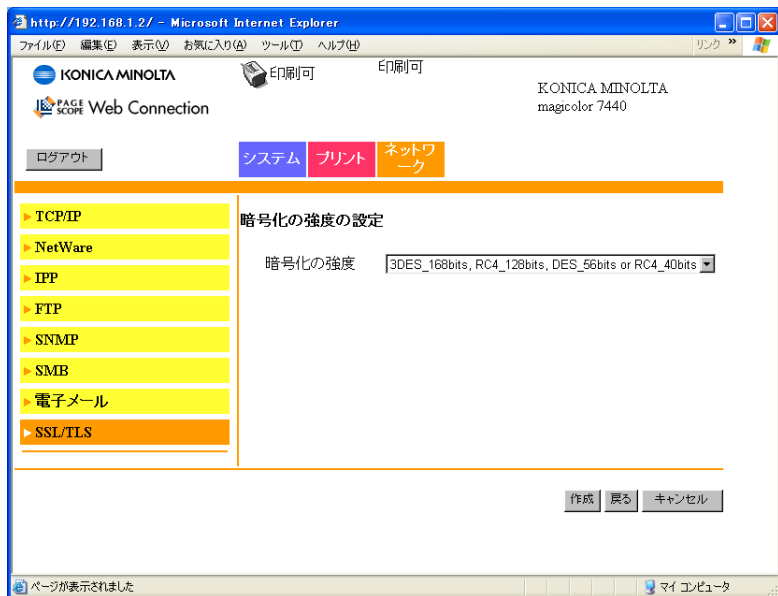 http://192.168.1.2/ - Microsoft Internet Explorer
ファイル(F) 編集(E) 表示(V) お気に入り(A) ツール(T) ヘルプ(H) リンク »
KONICA MINOLTA
印刷可 印刷可
PAGE SCOPE Web Connection
KONICA MINOLTA
magicolor 7440
ログアウト
システム プリント ネットワ
ーク
TCP/IP
NetWare
IPP
FTP
SNMP
SMB
電子メール
SSL/TLS
暗号化の強度の設定
暗号化の強度 3DES_168bits, RC4_128bits, DES_56bits or RC4_40bits
作成 戻る キャンセル
ページが表示されました マイ コンピュータ